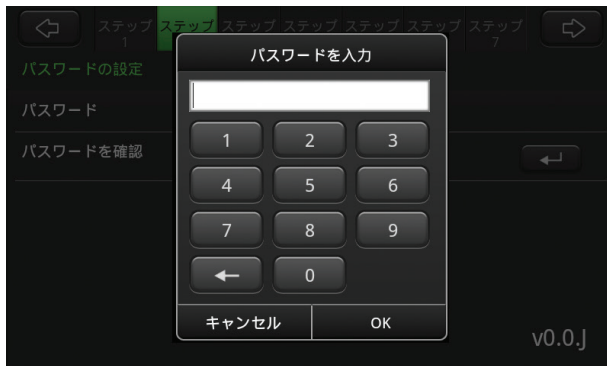 ステップ 1
ステップ
ステップ
ステップ
ステップ
ステップ
ステップ 7
パスワードの設定
パスワード
パスワードを確認
パスワードを入力
1 2 3
4 5 6
7 8 9
0
キャンセル OK
v0.0.J